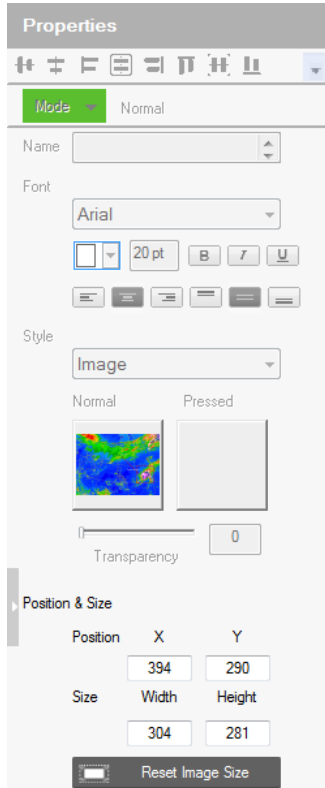 Properties
Mode Normal
Name
Font
Arial
20 pt B I U
Style
Image
Normal Pressed
0
Transparency
Position & Size
Position X Y
394 290
Size Width Height
304 281
Reset Image Size